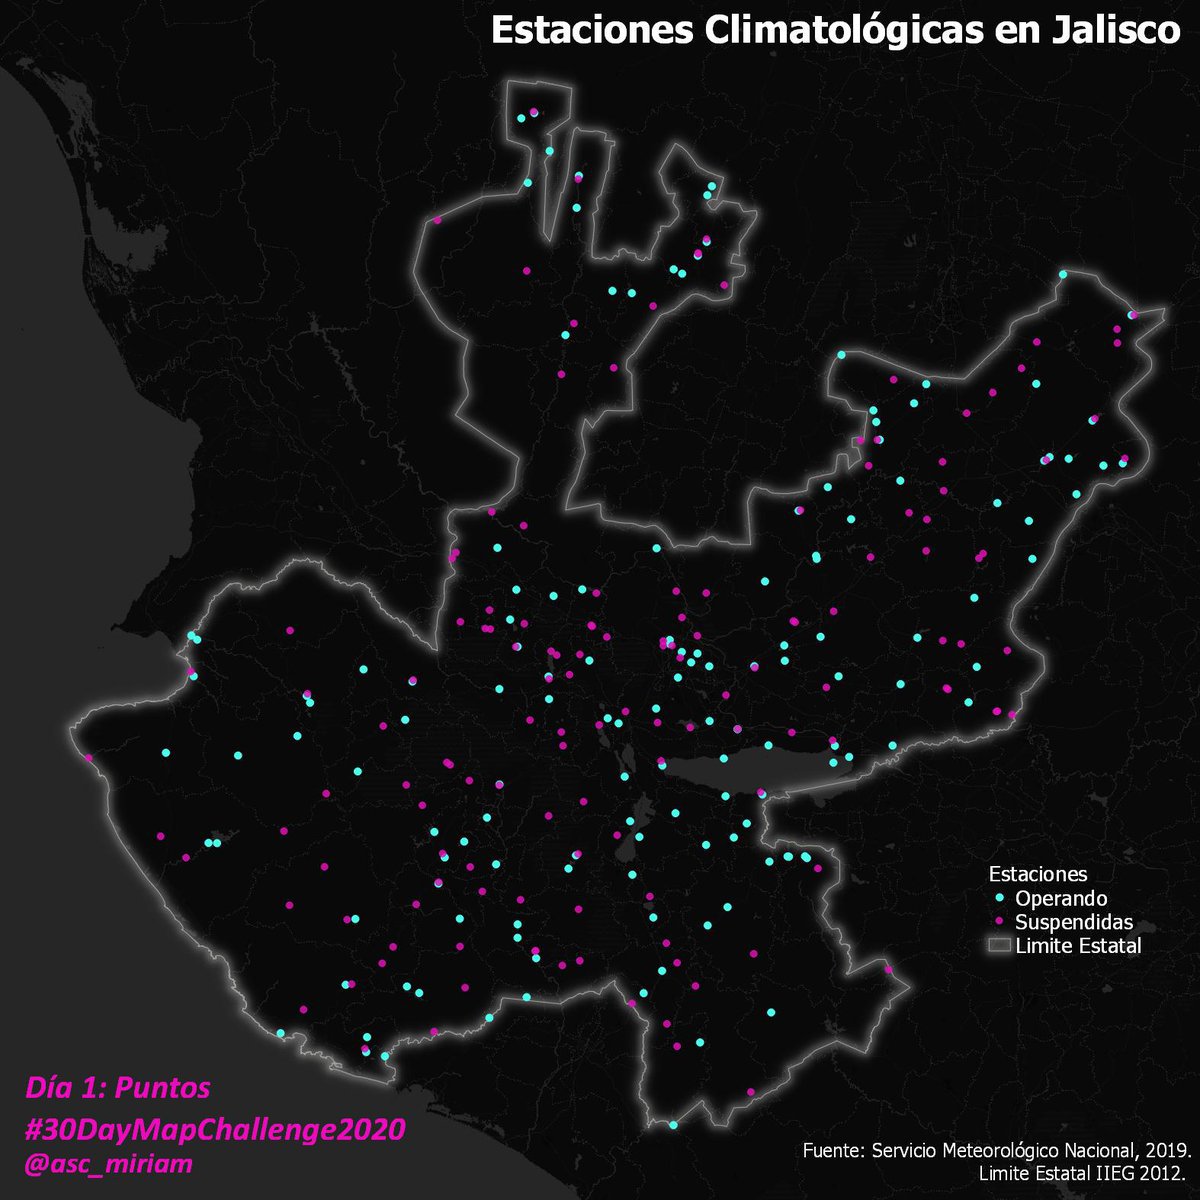 Estaciones Climatológicas en Jalisco
Estaciones
Operando
Suspendidas
Limite Estatal
Día 1: Puntos
#30DayMapChallenge2020
@asc_miriam
Fuente: Servicio Meteorológico Nacional, 2019.
Limite Estatal IIEG 2012.